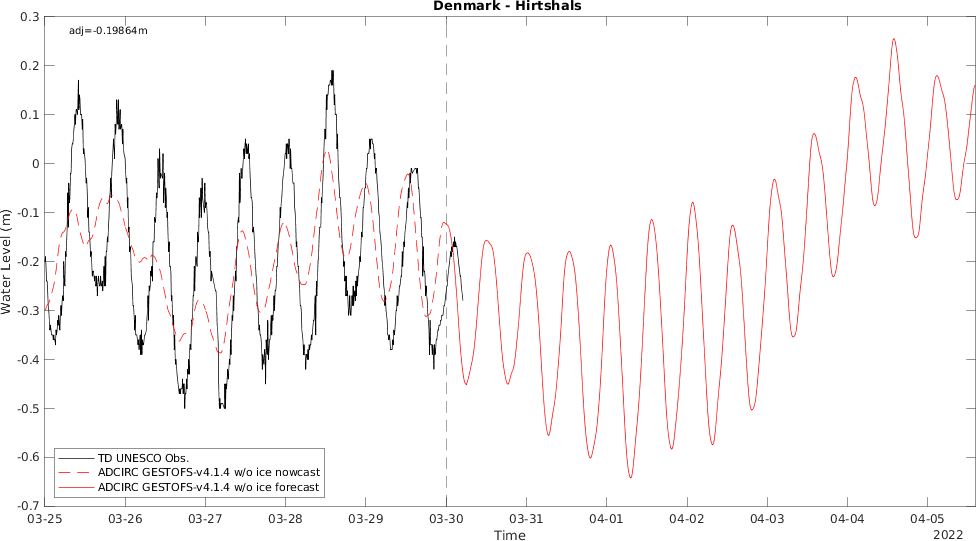 Denmark - Hirtshals
adj=-0.19864m
0.3
0.2
0.1
0
-0.1
-0.2
-0.3
-0.4
-0.5
-0.6
-0.7
Water Level (m)
TD UNESCO Obs.
ADCIRC GESTOFS-v4.1.4 w/o ice nowcast
ADCIRC GESTOFS-v4.1.4 w/o ice forecast
03-25 03-26 03-27 03-28 03-29 03-30 03-31 04-01 04-02 04-03 04-04 04-05
Time
2022